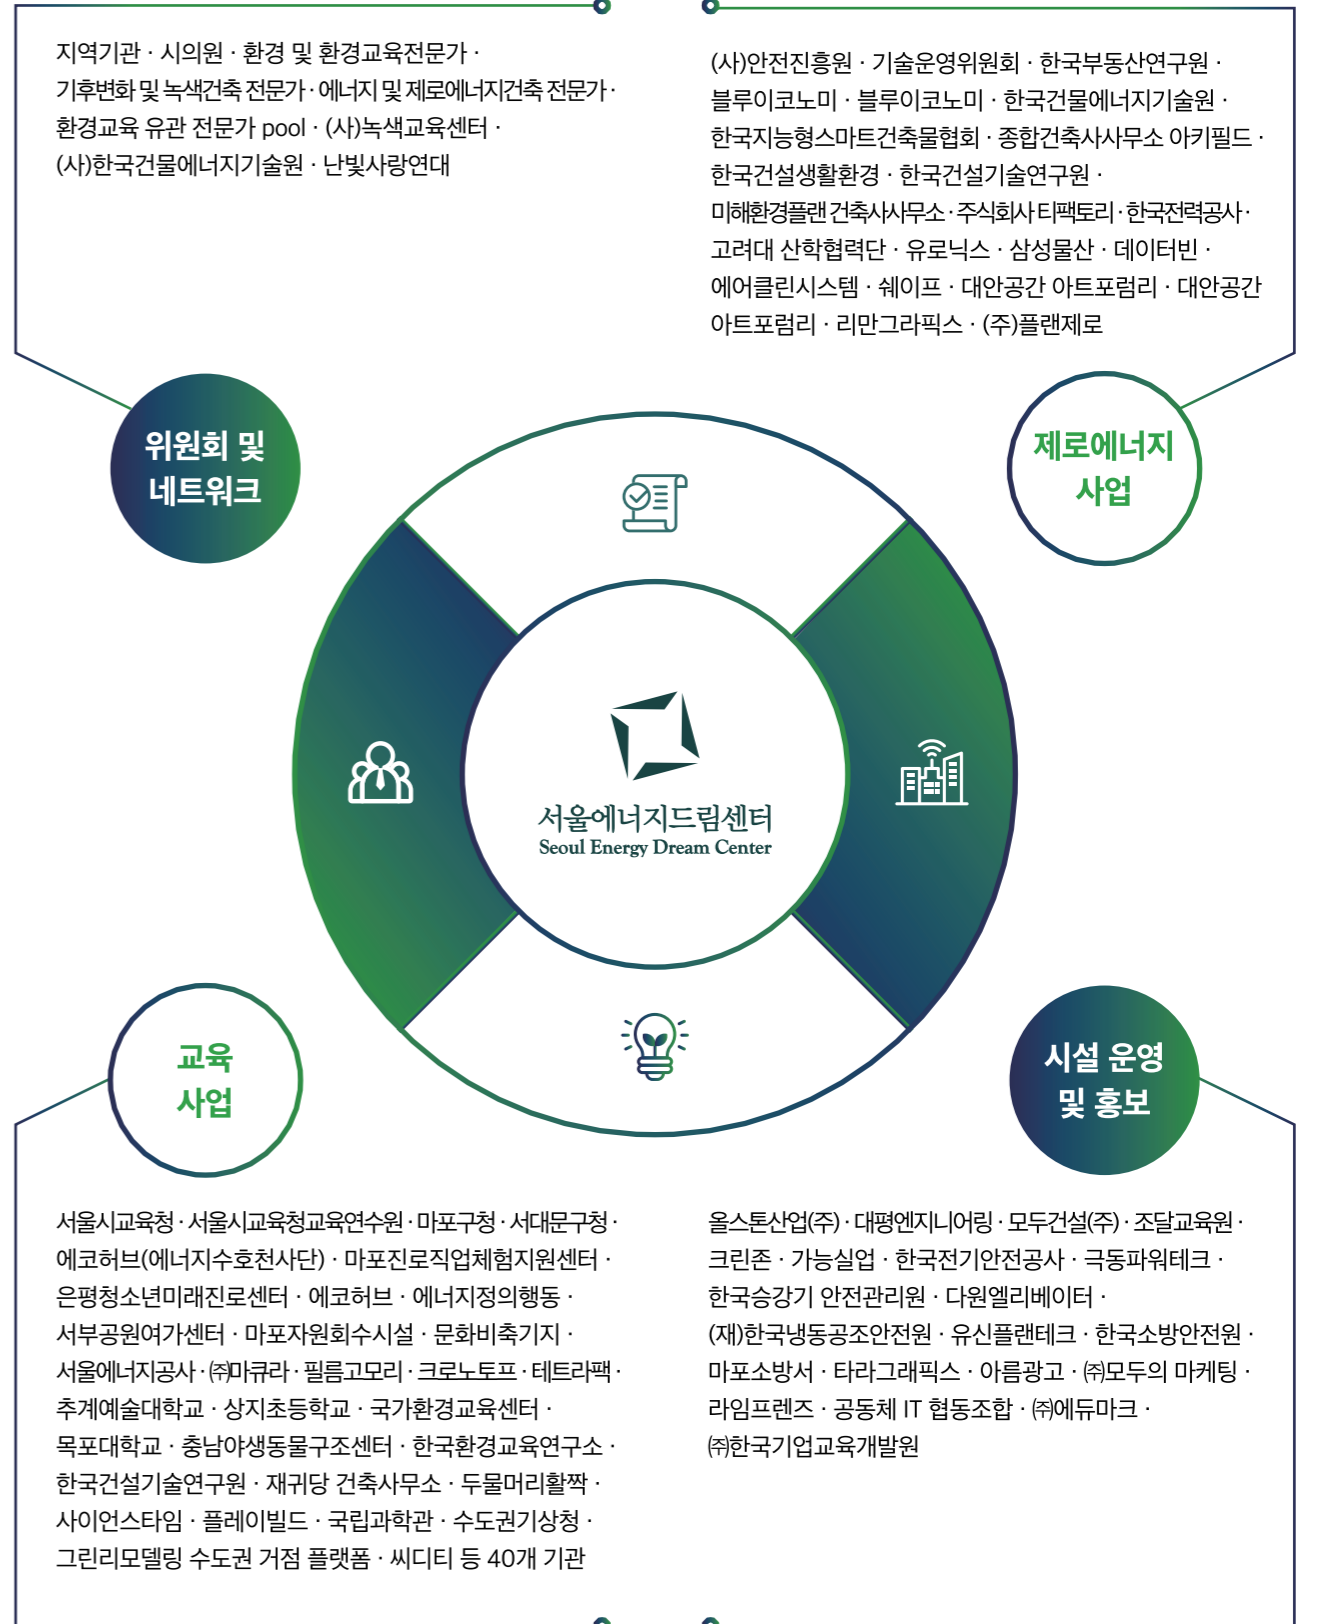 지역기관 · 시의원 · 환경 및 환경교육전문가 ·
기후변화 및 녹색건축 전문가 · 에너지 및 제로에너지건축 전문가 ·
환경교육 유관 전문가 pool · (사)녹색교육센터 ·
(사)한국건물에너지기술원 · 난빛사랑연대
(사)안전진흥원 · 기술운영위원회 · 한국부동산연구원 ·
블루이코노미 · 블루이코노미 · 한국건물에너지기술원 ·
한국지능형스마트건축물협회 · 종합건축사사무소 아키필드 ·
한국건설생활환경 · 한국건설기술연구원 ·
미해환경플랜 건축사사무소 · 주식회사 티팩토리 · 한국전력공사 ·
고려대 산학협력단 · 유로닉스 · 삼성물산 · 데이터빈 ·
에어클린시스템 · 쉐이프 · 대안공간 아트포럼리 · 대안공간
아트포럼리 · 리만그라픽스 · (주)플랜제로
위원회 및
네트워크
제로에너지
사업
서울에너지드림센터
Seoul Energy Dream Center
교육
사업
시설 운영
및 홍보
서울시교육청 · 서울시교육청교육연수원 · 마포구청 · 서대문구청 ·
에코허브(에너지수호천사단) · 마포진로직업체험지원센터 ·
은평청소년미래진로센터 · 에코허브 · 에너지정의행동 ·
서부공원여가센터 · 마포자원회수시설 · 문화비축기지 ·
서울에너지공사 · ㈜마큐라 · 필름고모리 · 크로노토프 · 테트라팩 ·
추계예술대학교 · 상지초등학교 · 국가환경교육센터 ·
목포대학교 · 충남야생동물구조센터 · 한국환경교육연구소 ·
한국건설기술연구원 · 재귀당 건축사무소 · 두물머리활짝 ·
사이언스타임 · 플레이빌드 · 국립과학관 · 수도권기상청 ·
그린리모델링 수도권 거점 플랫폼 · 씨디티 등 40개 기관
올스톤산업(주) · 대평엔지니어링 · 모두건설(주) · 조달교육원 ·
크린존 · 가능실업 · 한국전기안전공사 · 극동파워테크 ·
한국승강기 안전관리원 · 다원엘리베이터 ·
(재)한국냉동공조안전원 · 유신플랜테크 · 한국소방안전원 ·
마포소방서 · 타라그래픽스 · 아름광고 · ㈜모두의 마케팅 ·
라임프렌즈 · 공동체 IT 협동조합 · ㈜에듀마크 ·
㈜한국기업교육개발원